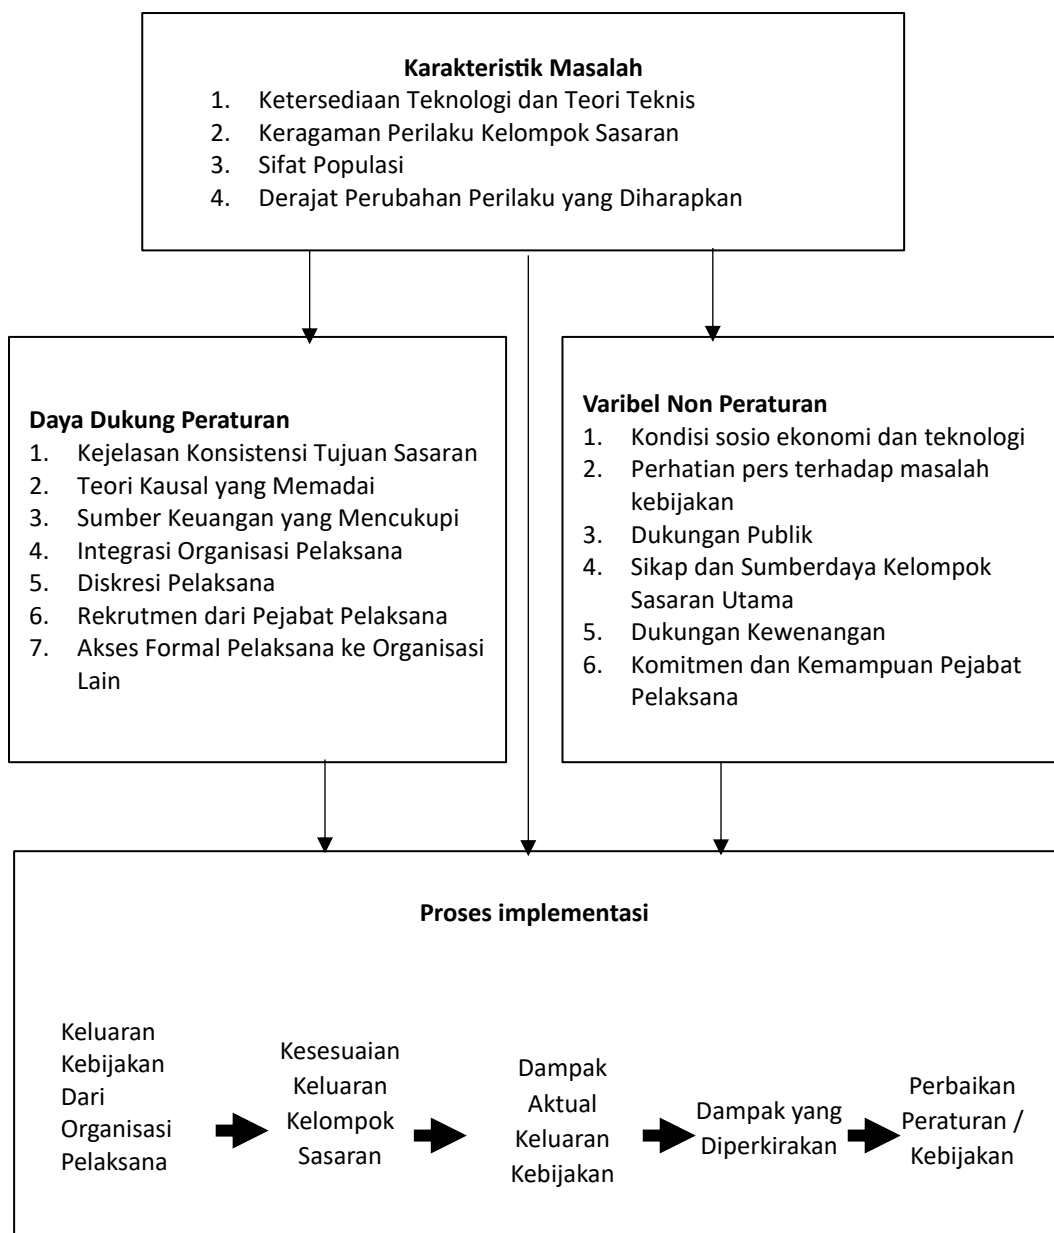 Karakteristik Masalah
1. Ketersediaan Teknologi dan Teori Teknis
2. Keragaman Perilaku Kelompok Sasaran
3. Sifat Populasi
4. Derajat Perubahan Perilaku yang Diharapkan
Daya Dukung Peraturan
1. Kejelasan Konsistensi Tujuan Sasaran
2. Teori Kausal yang Memadai
3. Sumber Keuangan yang Mencukupi
4. Integrasi Organisasi Pelaksana
5. Diskresi Pelaksana
6. Rekrutmen dari Pejabat Pelaksana
7. Akses Formal Pelaksana ke Organisasi
Lain
Varibel Non Peraturan
1. Kondisi sosio ekonomi dan teknologi
2. Perhatian pers terhadap masalah
kebijakan
3. Dukungan Publik
4. Sikap dan Sumberdaya Kelompok
Sasaran Utama
5. Dukungan Kewenangan
6. Komitmen dan Kemampuan Pejabat
Pelaksana
Proses implementasi
Keluaran
Kebijakan
Dari
Organisasi
Pelaksana
Kesesuaian
Keluaran
Kelompok
Sasaran
Dampak
Aktual
Keluaran
Kebijakan
Dampak yang
Diperkirakan
Perbaikan
Peraturan /
Kebijakan